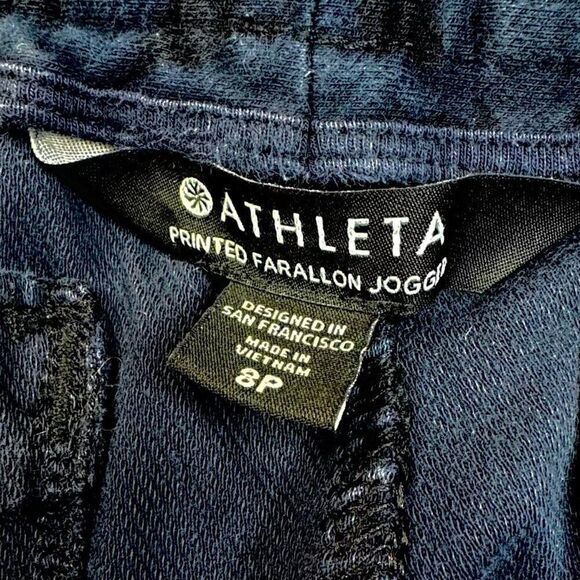 ATHLETA
PRINTED FARALLON JOGGER
DESIGNED IN
SAN FRANCISCO
MADE IN
VIETNAM
8P